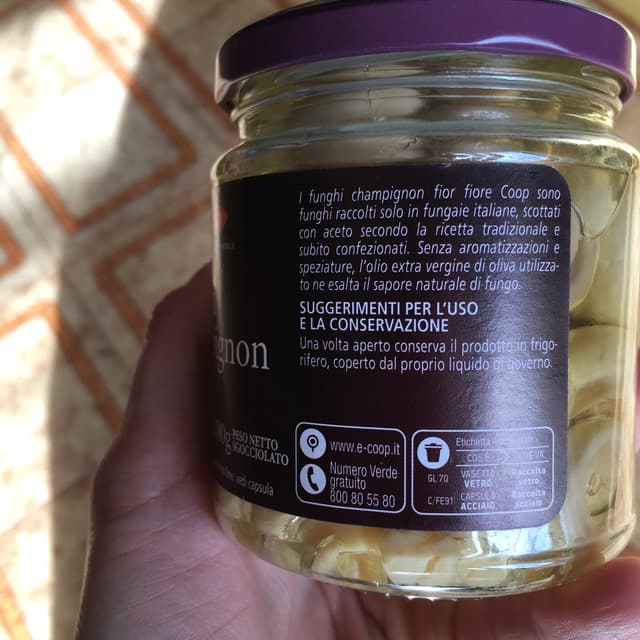 I funghi champignon fior fiore Coop sono
funghi raccolti solo in fungaie italiane, scottati
con aceto secondo la ricetta tradizionale e
subito confezionati. Senza aromatizzazioni e
speziature, l'olio extra vergine di oliva utilizza-
to ne esalta il sapore naturale di fungo.
SUGGERIMENTI PER L'USO
E LA CONSERVAZIONE
Una volta aperto conserva il prodotto in frigo-
rifero, coperto dal proprio liquido di governo.
gnon
0g PESO NETTO
SGOCCIOLATO
vedi capsula
www.e-coop.it
Numero Verde
gratuito
800 80 55 80
Etichetta
GL 70
VASETTO
VETRO
Raccolta
vetro
C/FE91
CAPSULA
ACCIAIO
Raccolta
acciaio